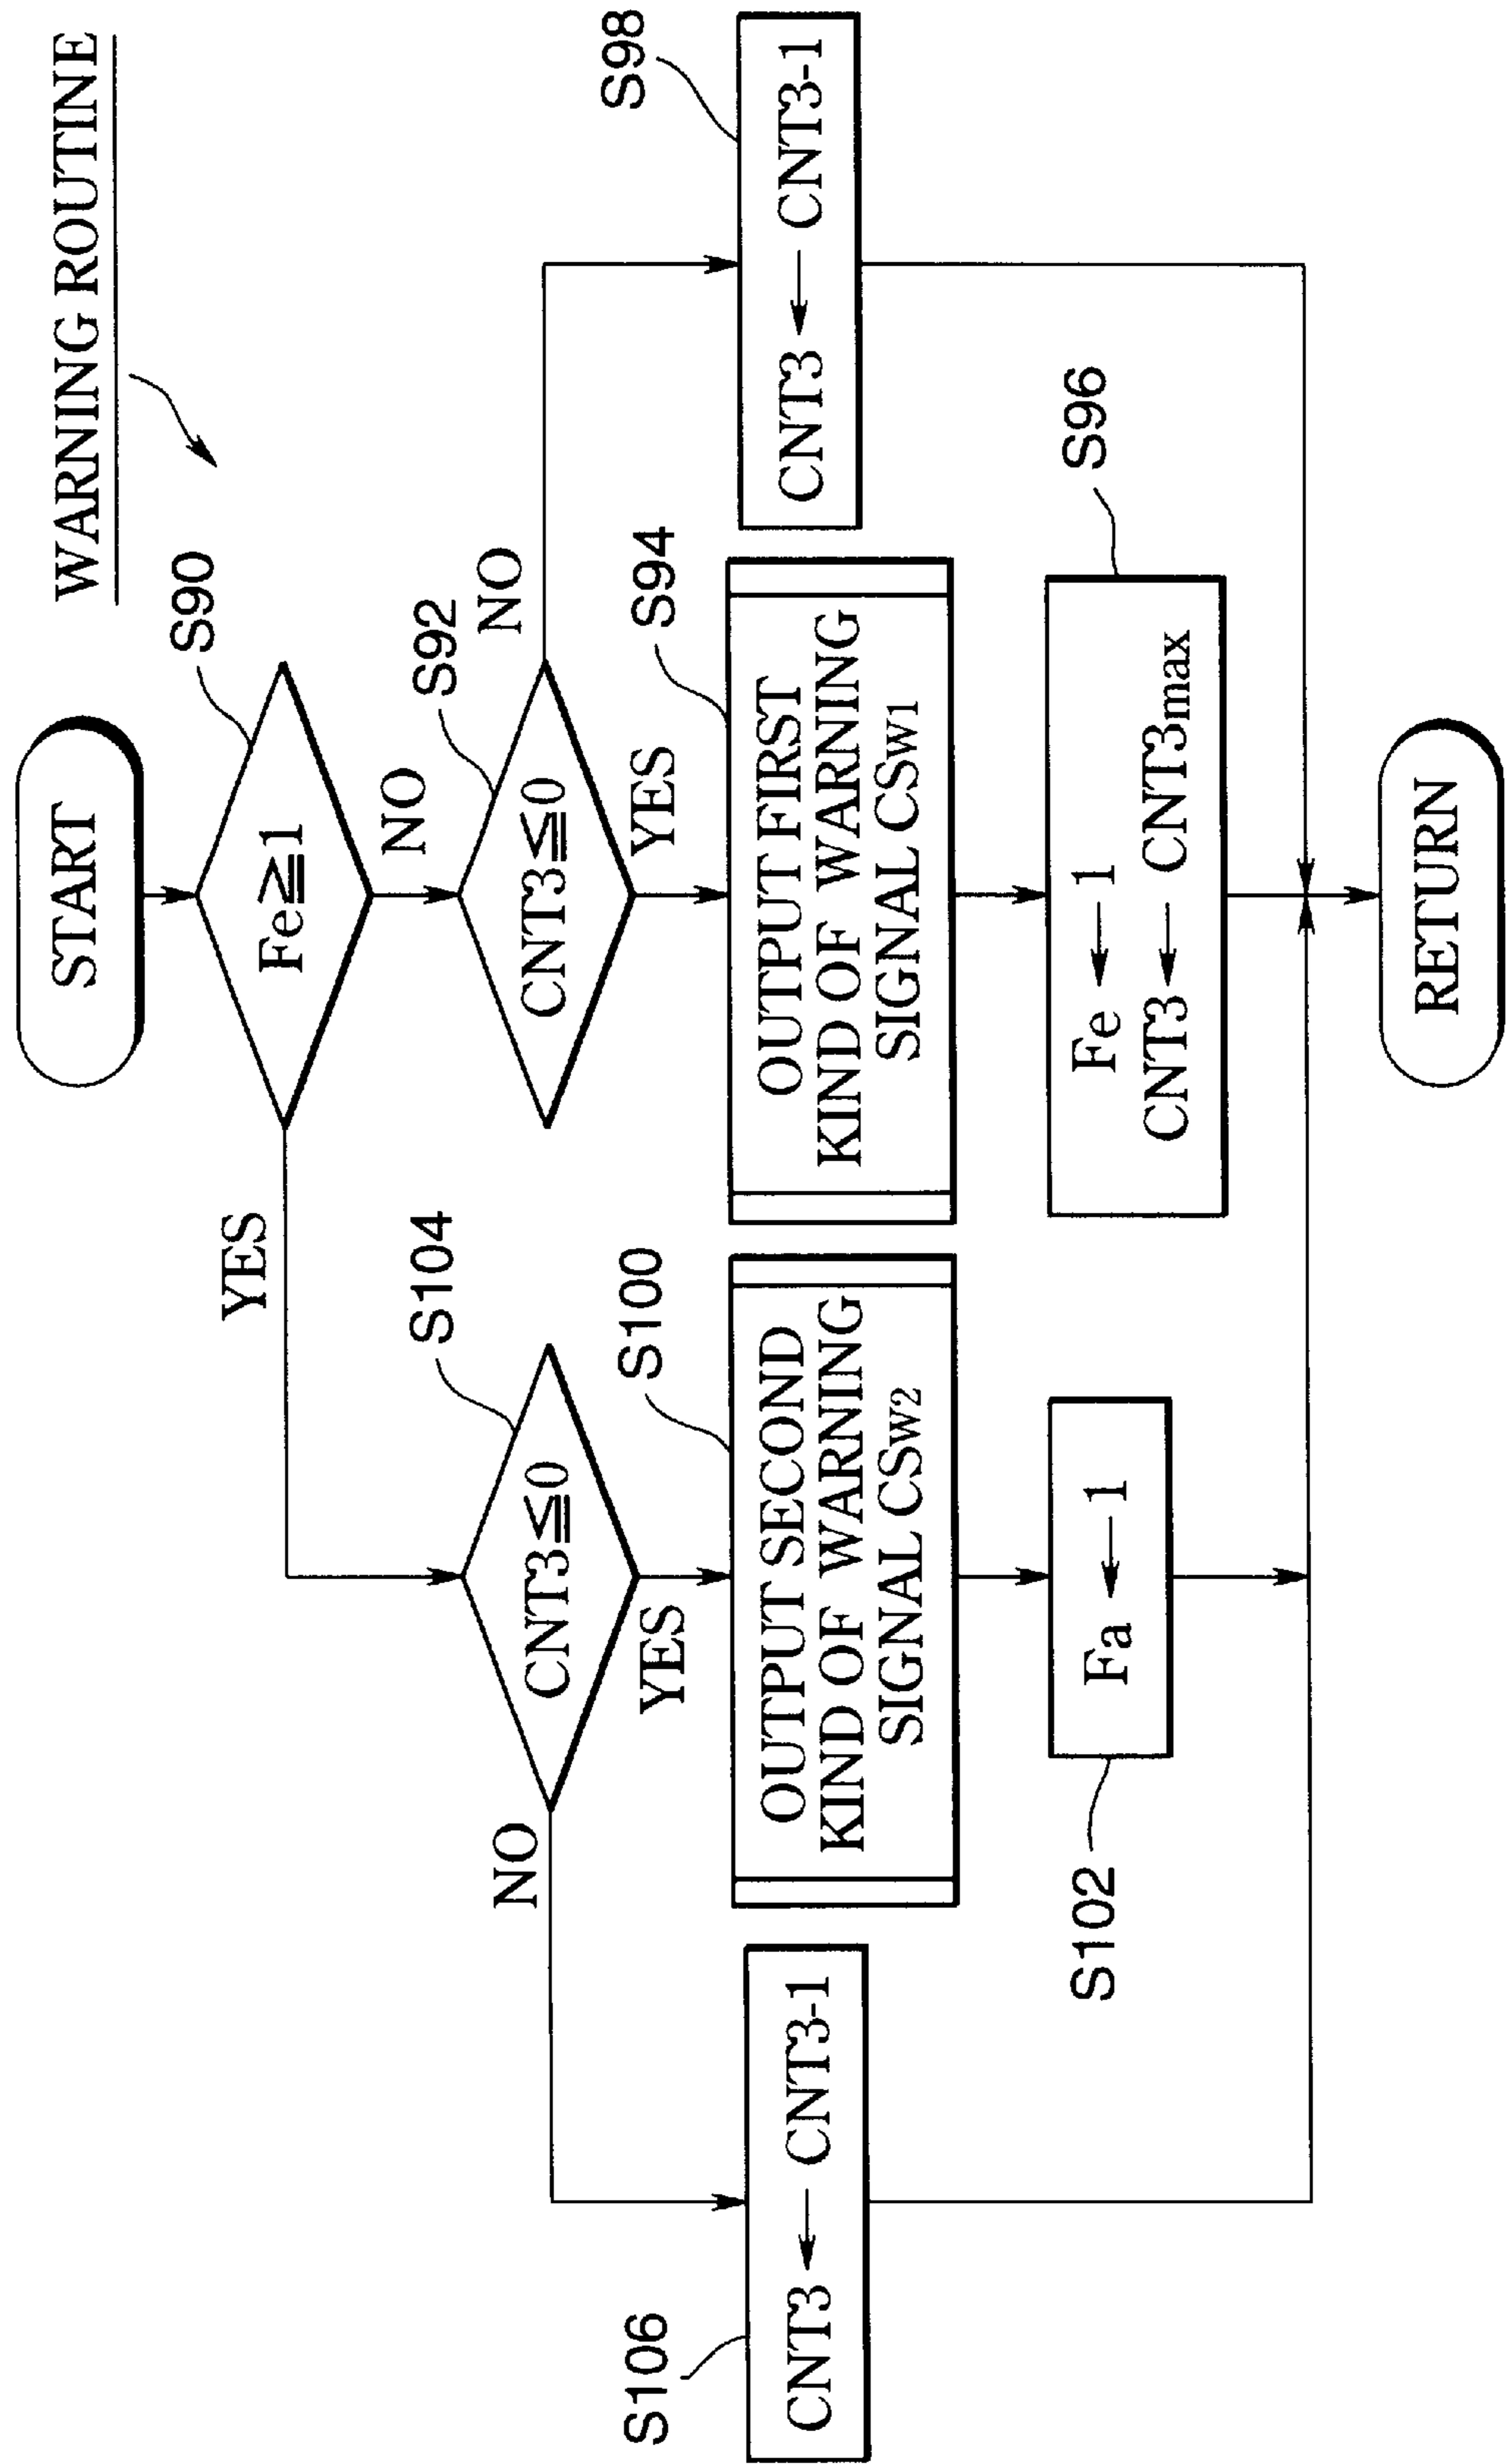 WARNING ROUTINE
START
S90
Fe≧1
YES
NO
S104
CNT3≦0
NO
YES
S92
CNT3≦0
NO
YES
S106
CNT3 ← CNT3-1
S100
OUTPUT SECOND
KIND OF WARNING
SIGNAL CSW2
S94
OUTPUT FIRST
KIND OF WARNING
SIGNAL CSW1
S98
CNT3 ← CNT3-1
S102
Fa ← 1
S96
Fe ← 1
CNT3 ← CNT3max
RETURN